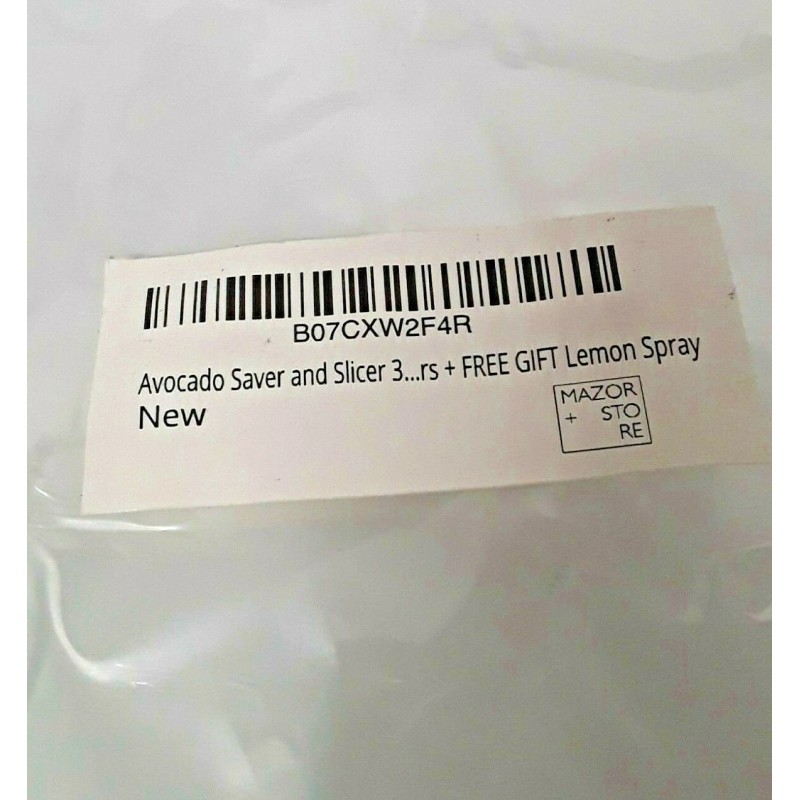 B07CXW2F4R
Avocado Saver and Slicer 3...rs + FREE GIFT Lemon Spray
New
MAZOR
+ STO
RE